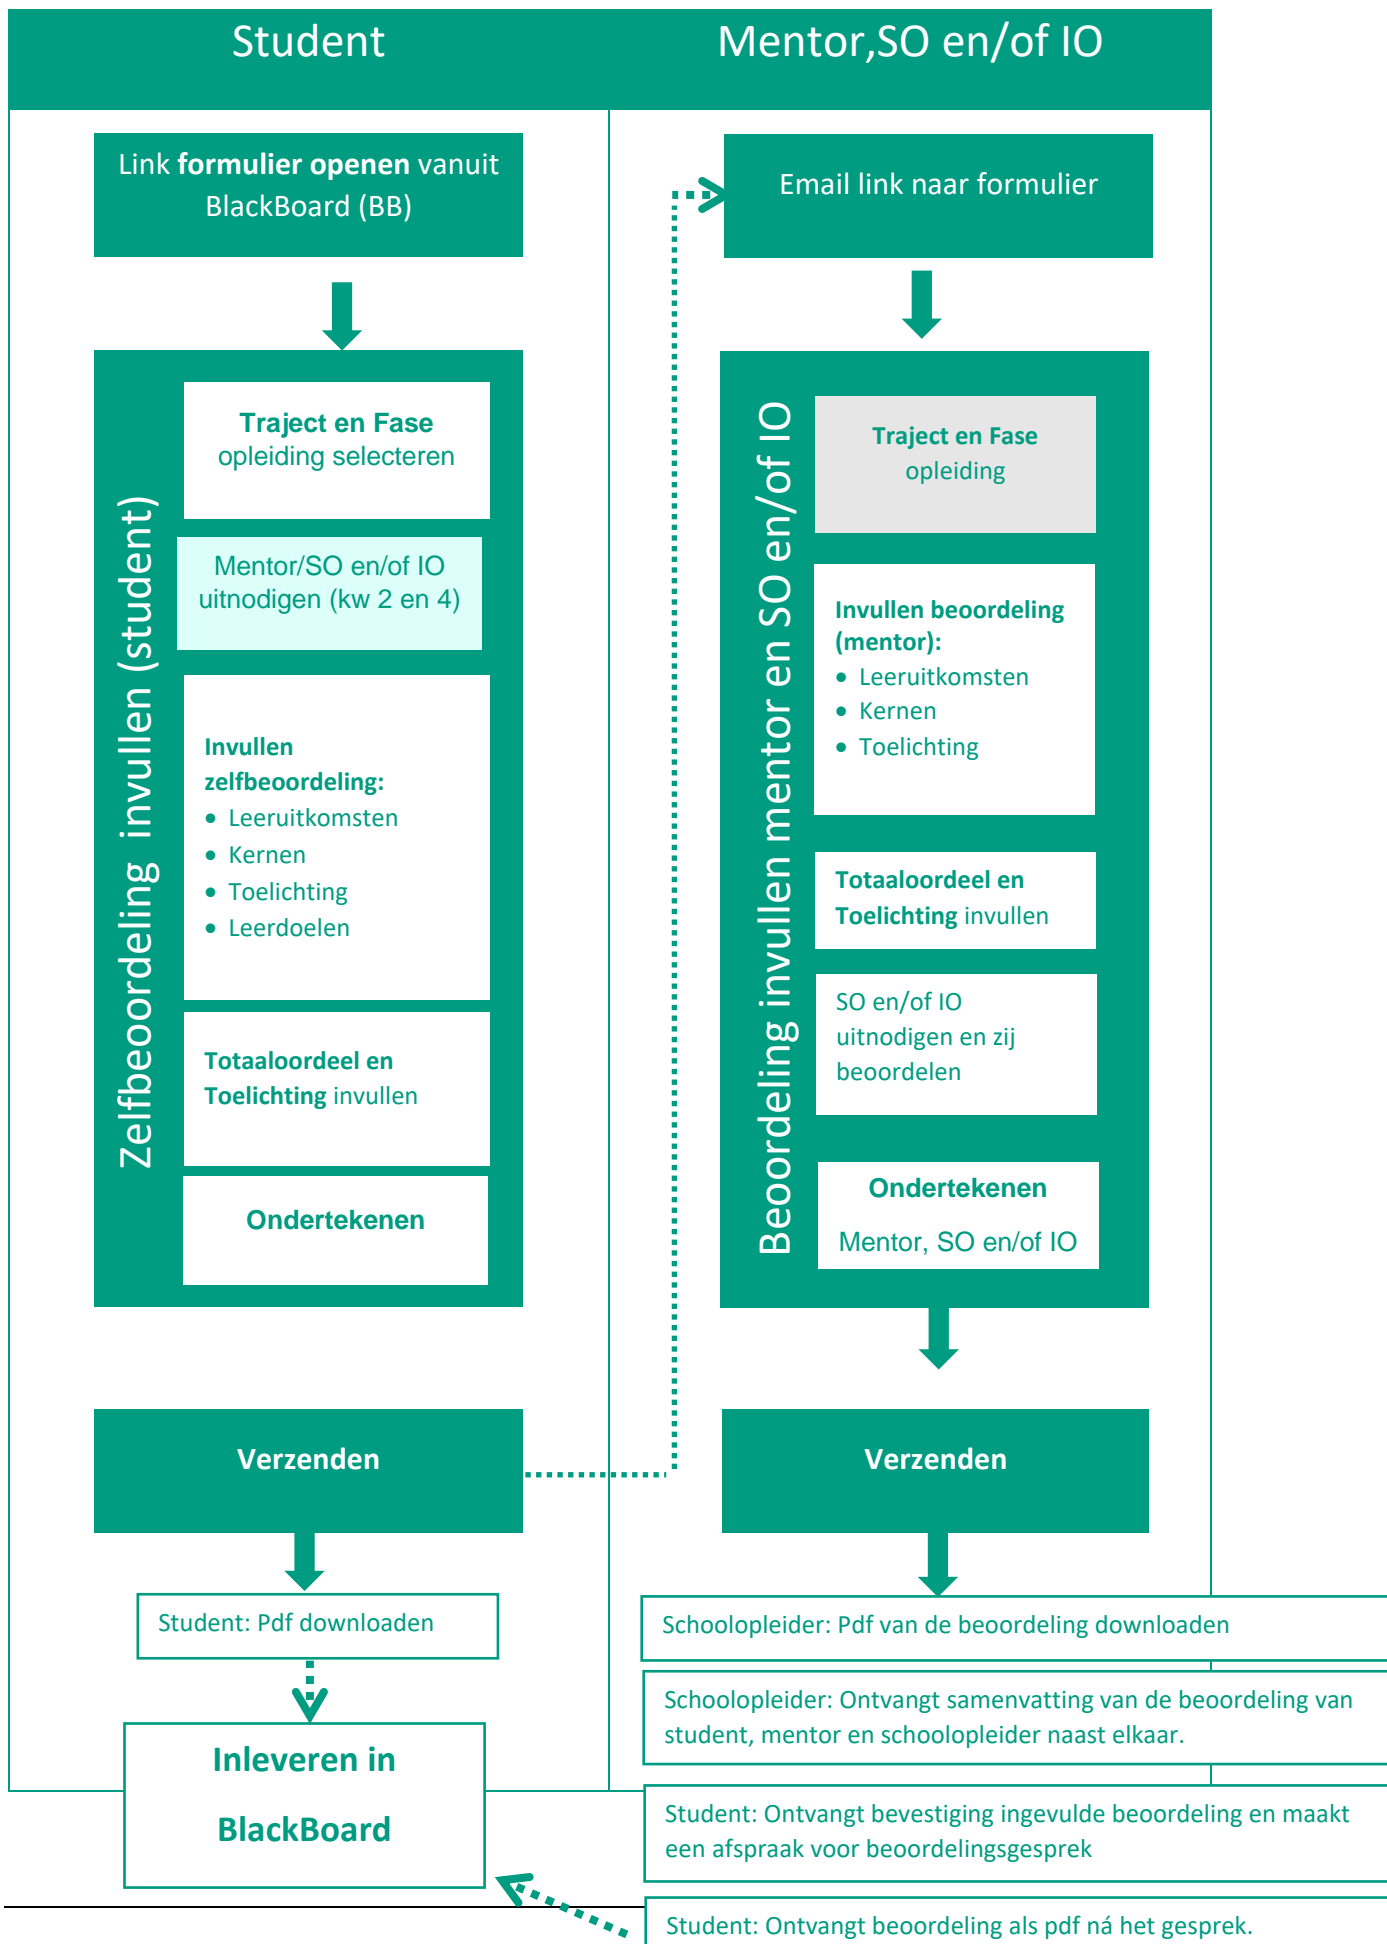 Student
Mentor,SO en/of IO
Link formulier openen vanuit
BlackBoard (BB)
Zelfbeoordeling invullen (student)
Traject en Fase
opleiding selecteren
Mentor/SO en/of IO
uitnodigen (kw 2 en 4)
Invullen
zelfbeoordeling:
• Leeruitkomsten
• Kernen
• Toelichting
• Leerdoelen
Totaaloordeel en
Toelichting invullen
Ondertekenen
Verzenden
Student: Pdf downloaden
Inleveren in
BlackBoard
Email link naar formulier
Beoordeling invullen mentor en SO en/of IO
Traject en Fase
opleiding
Invullen beoordeling
(mentor):
• Leeruitkomsten
• Kernen
• Toelichting
Totaaloordeel en
Toelichting invullen
SO en/of IO
uitnodigen en zij
beoordelen
Ondertekenen
Mentor, SO en/of IO
Verzenden
Schoolopleider: Pdf van de beoordeling downloaden
Schoolopleider: Ontvangt samenvatting van de beoordeling van
student, mentor en schoolopleider naast elkaar.
Student: Ontvangt bevestiging ingevulde beoordeling en maakt
een afspraak voor beoordelingsgesprek
Student: Ontvangt beoordeling als pdf ná het gesprek.